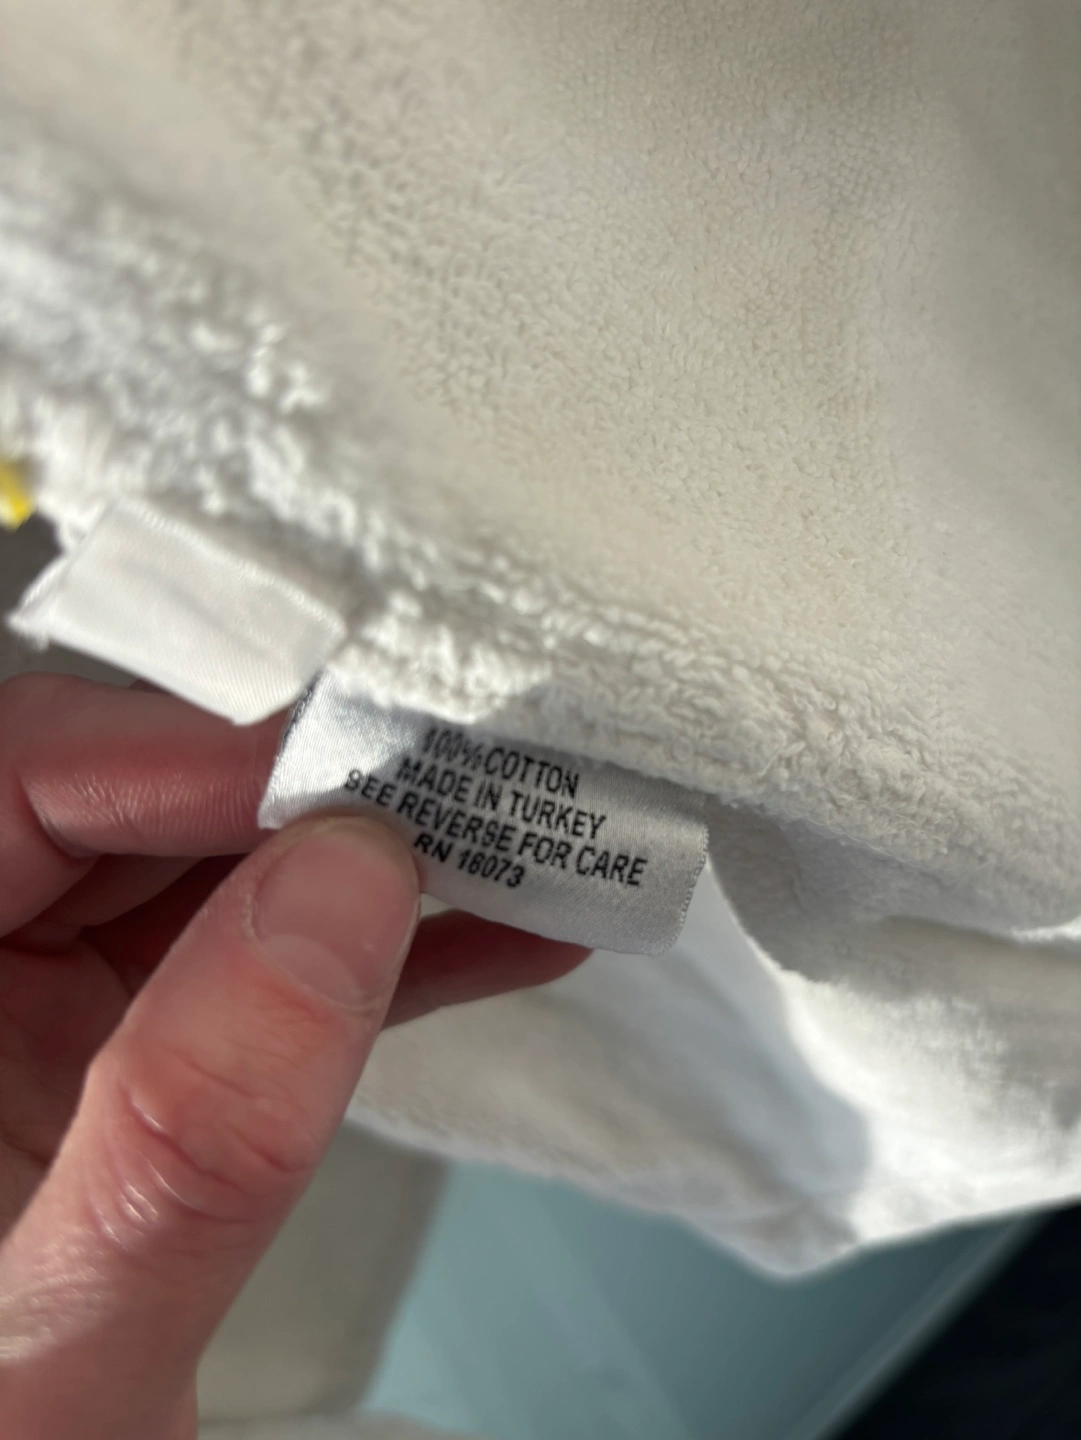 100% COTTON
MADE IN TURKEY
SEE REVERSE FOR CARE
RN 16073